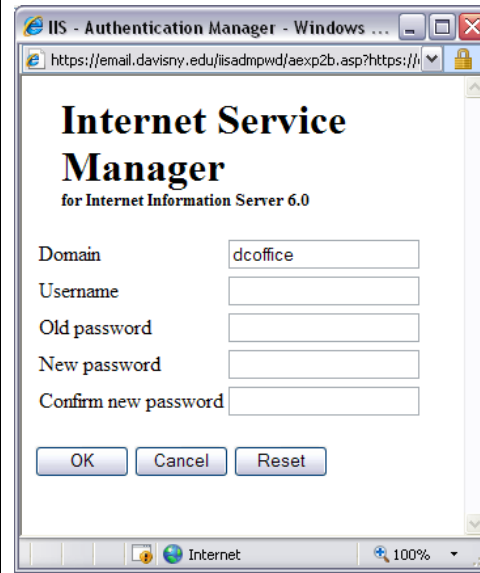 IIS - Authentication Manager - Windows ...
https://email.davisny.edu/iisadmpwd/aexp2b.asp?https://
Internet Service
Manager
for Internet Information Server 6.0
Domain dcoffice
Username
Old password
New password
Confirm new password
OK Cancel Reset
Internet 100%